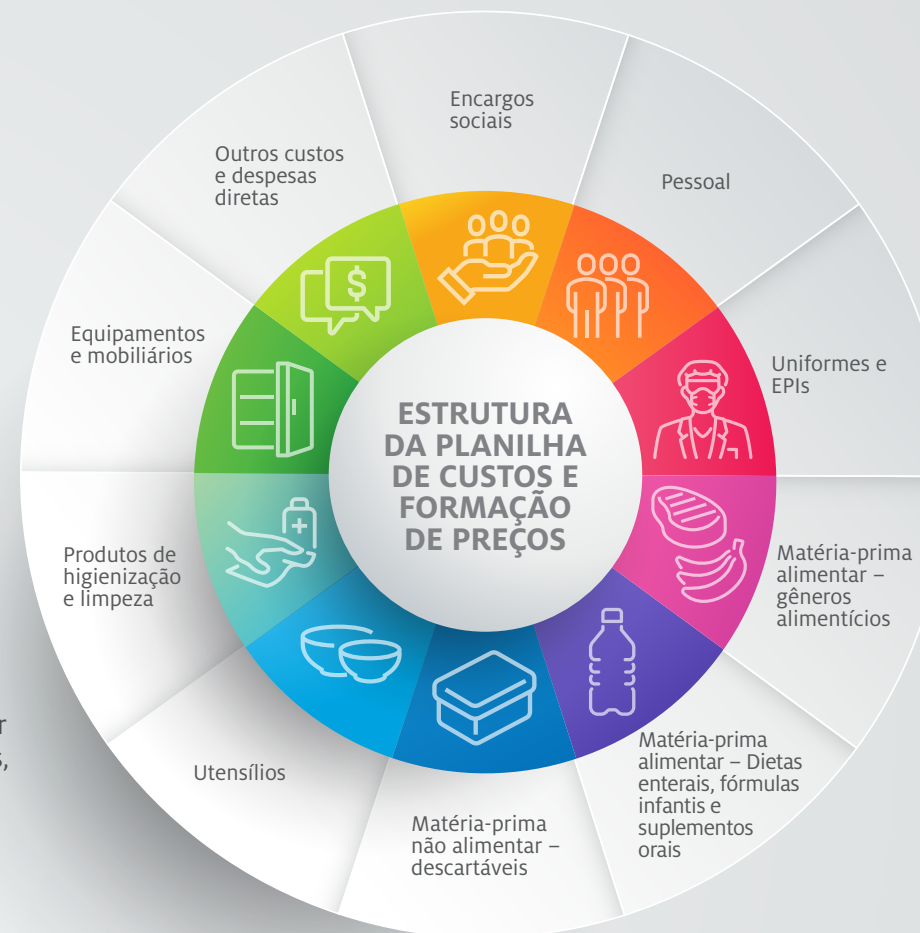 ESTRUTURA
DA PLANILHA
DE CUSTOS E
FORMAÇÃO
DE PREÇOS
Encargos
sociais
Pessoal
Uniformes e
EPIs
Matéria-prima
alimentar –
gêneros
alimentícios
Matéria-prima
alimentar – Dietas
enterais, fórmulas
infantis e
suplementos
orais
Matéria-prima
não alimentar –
descartáveis
Utensílios
Produtos de
higienização
e limpeza
Equipamentos
e mobiliários
Outros custos
e despesas
diretas
$